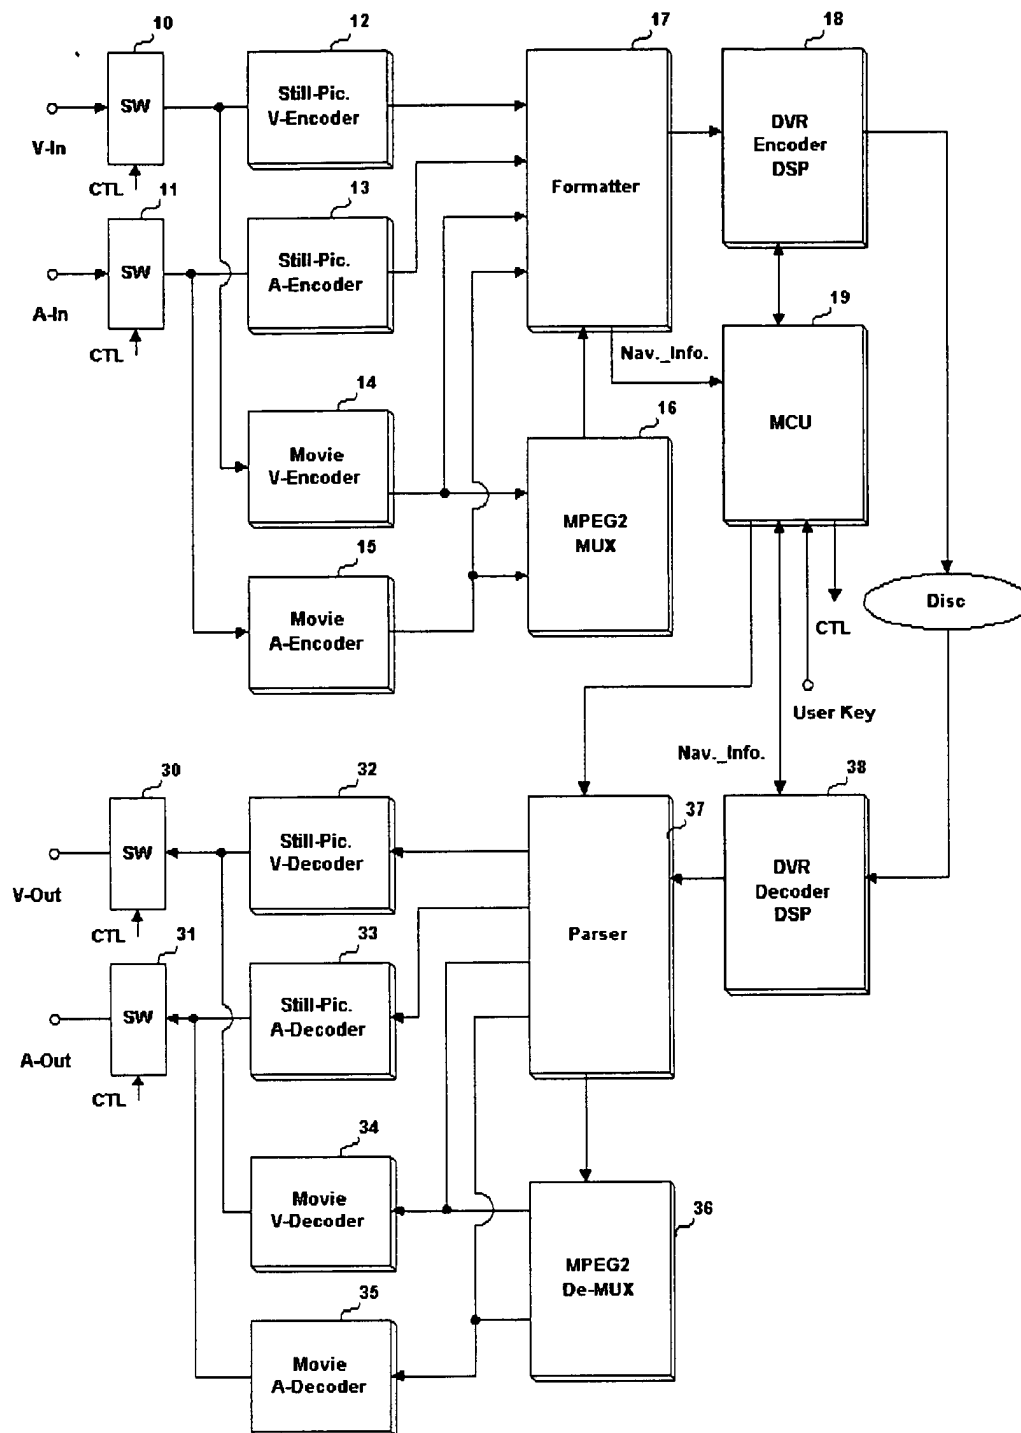 10
12
17
18
SW
Still-Pic.
V-Encoder
DVR
Encoder
DSP
V-In
CTL
11
13
Formatter
SW
Still-Pic.
A-Encoder
A-In
CTL
19
Nav._Info.
14
16
MCU
Movie
V-Encoder
MPEG2
MUX
15
Movie
A-Encoder
Disc
CTL
User Key
Nav._Info.
30
32
37
38
SW
Still-Pic.
V-Decoder
DVR
Decoder
DSP
V-Out
CTL
31
33
Parser
SW
Still-Pic.
A-Decoder
A-Out
CTL
34
36
Movie
V-Decoder
MPEG2
De-MUX
35
Movie
A-Decoder